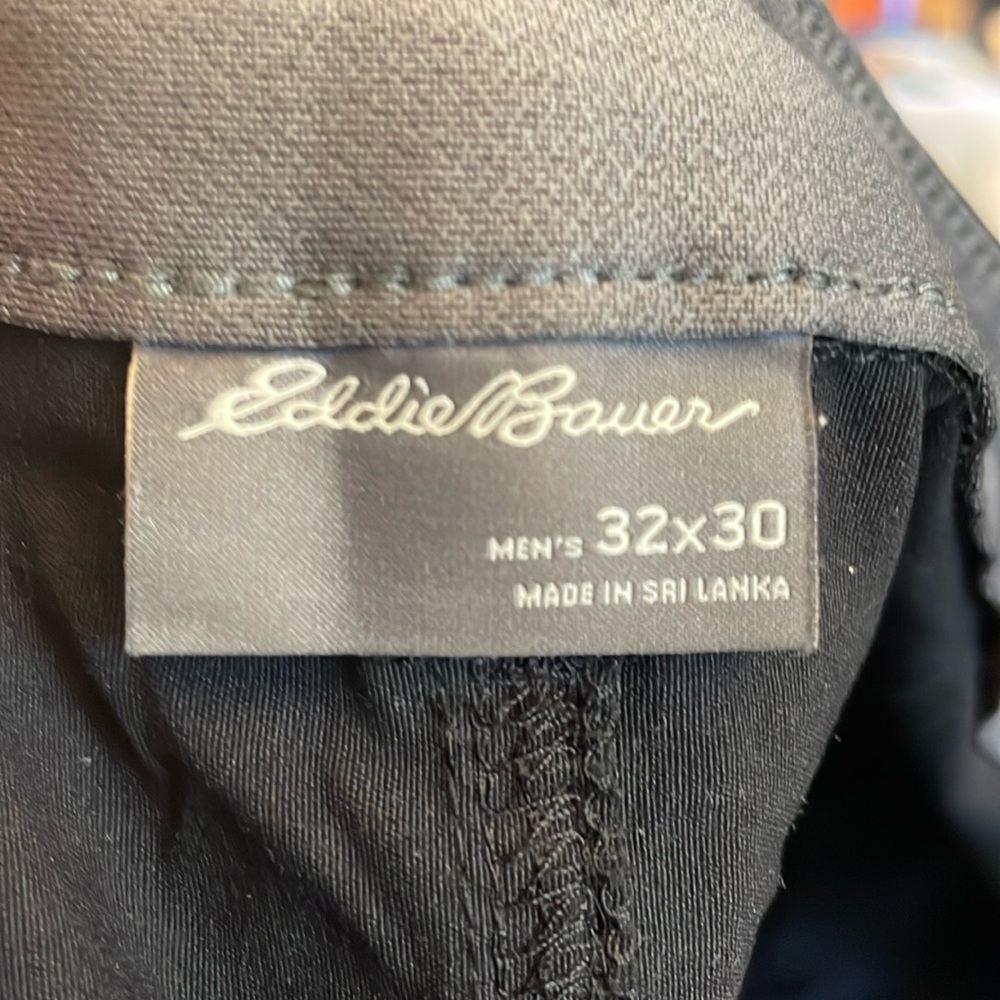 Eddie Bauer
MEN'S 32x30
MADE IN SRI LANKA